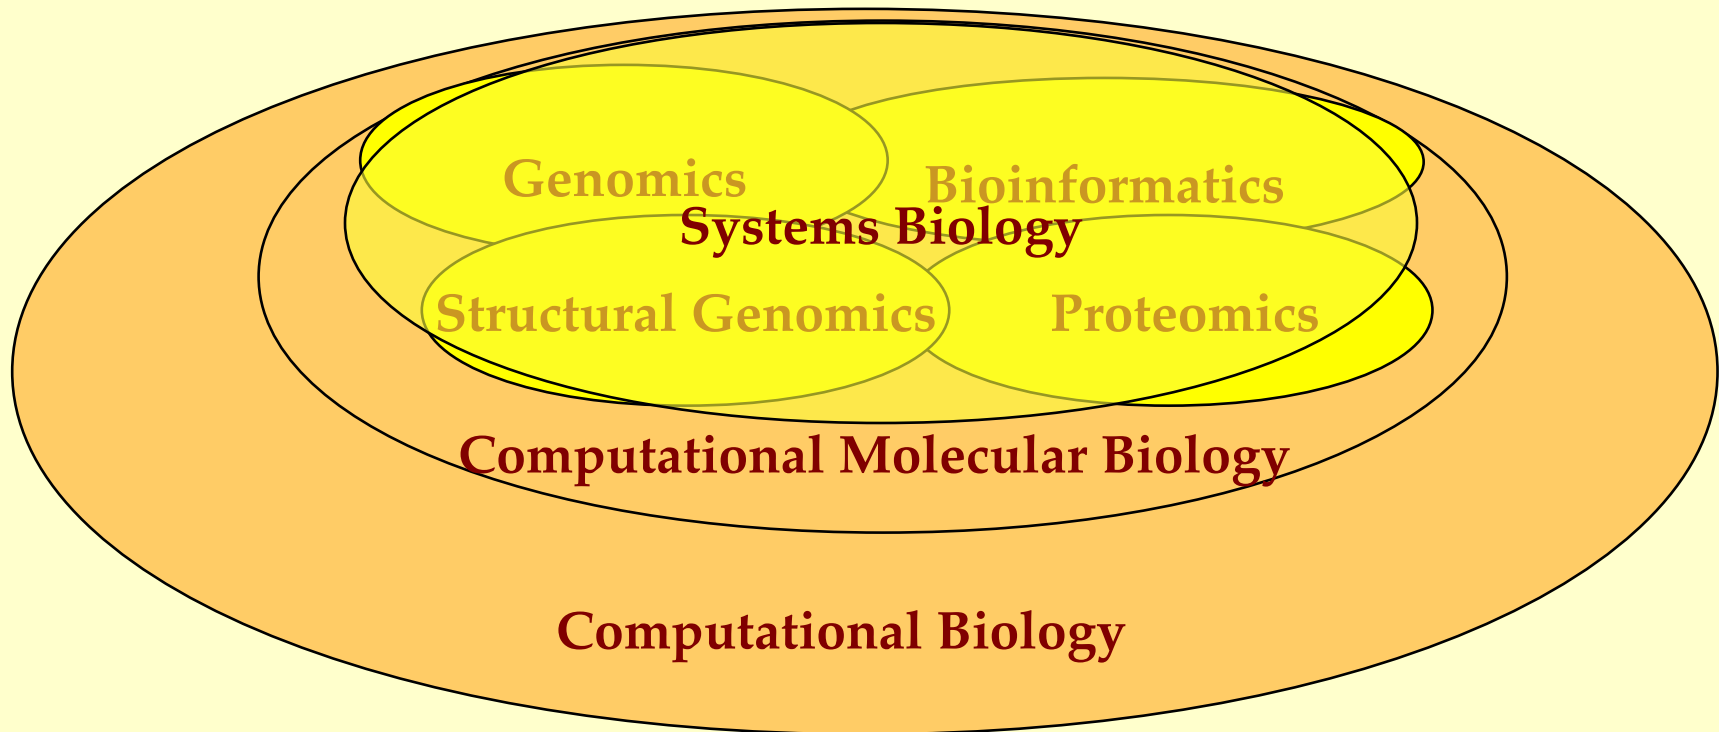 Genomics
Bioinformatics
Systems Biology
Structural Genomics
Proteomics
Computational Molecular Biology
Computational Biology